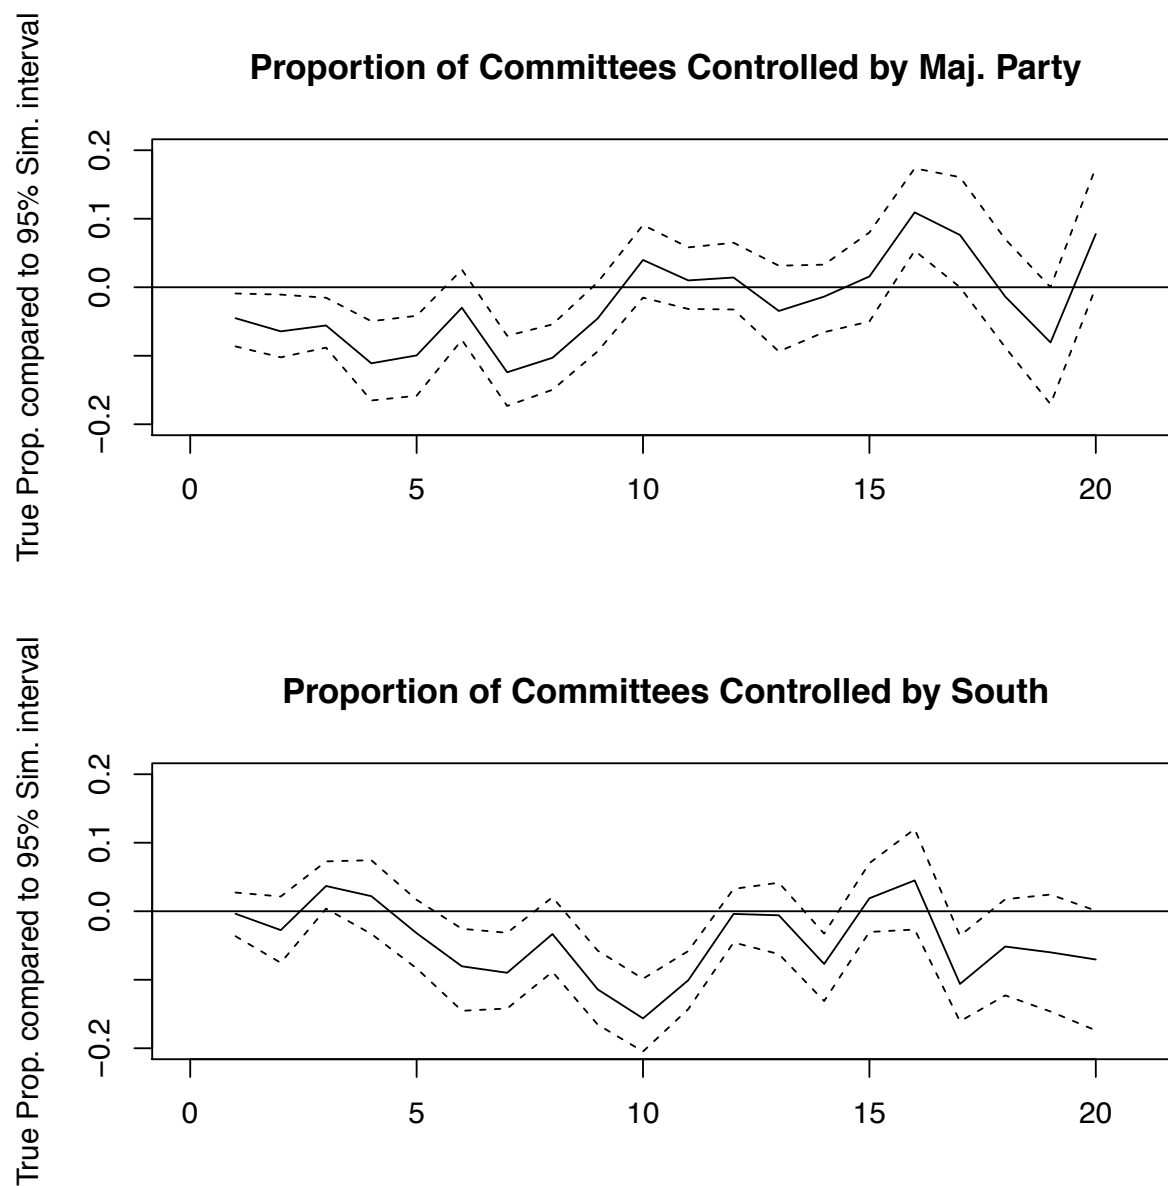 Proportion of Committees Controlled by Maj. Party
True Prop. compared to 95% Sim. interval
0.2
0.1
0.0
−0.2
0 5 10 15 20
Proportion of Committees Controlled by South
True Prop. compared to 95% Sim. interval
0.2
0.1
0.0
−0.2
0 5 10 15 20